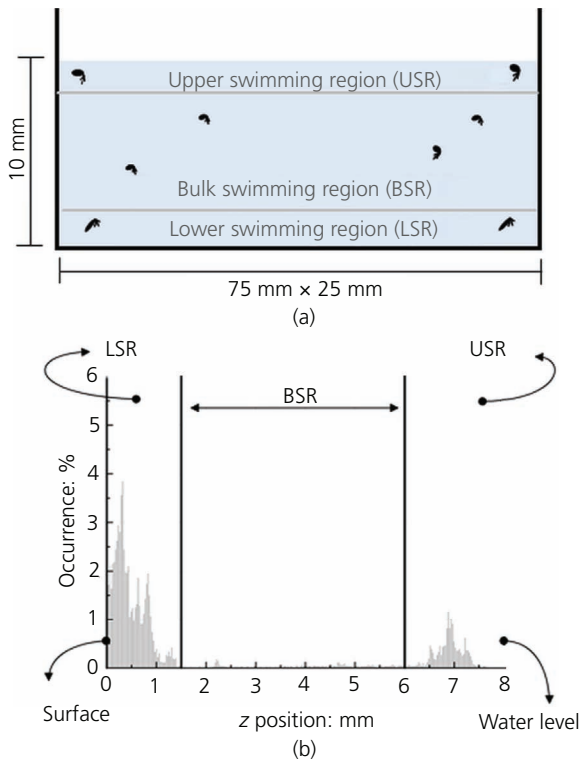 Upper swimming region (USR)
10 mm
Bulk swimming region (BSR)
Lower swimming region (LSR)
75 mm × 25 mm
(a)
LSR
USR
BSR
Occurrence: %
6
5
4
3
2
1
0
0 1 2 3 4 5 6 7 8
Surface
z position: mm
Water level
(b)